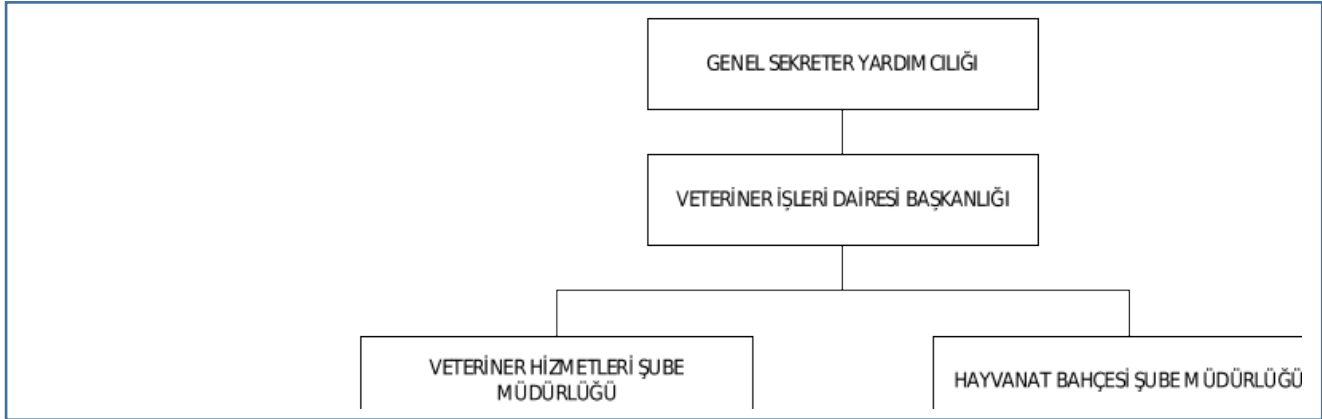 GENEL SEKRETER YARDIMCILIĞI
VETERİNER İŞLERİ DAİRESİ BAŞKANLIĞI
VETERİNER HİZMETLERİ ŞUBE
MÜDÜRLÜĞÜ
HAYVANAT BAHÇESİ ŞUBE MÜDÜRLÜĞÜ